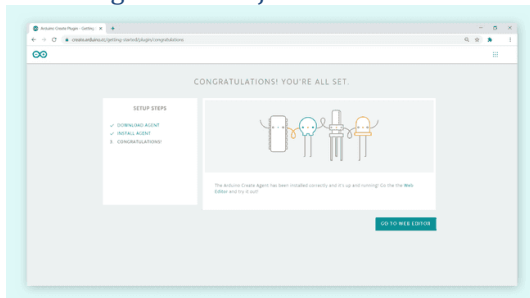 Arduino Create Plugin - Getting
create.arduino.cc/getting-started/plugin/congratulations
CONGRATULATIONS! YOU'RE ALL SET.
SETUP STEPS
DOWNLOAD AGENT
INSTALL AGENT
3 CONGRATULATIONS!
The Arduino Create Agent has been installed correctly and it's up and running! Go the the Web
Editor and try it out!
GO TO WEB EDITOR